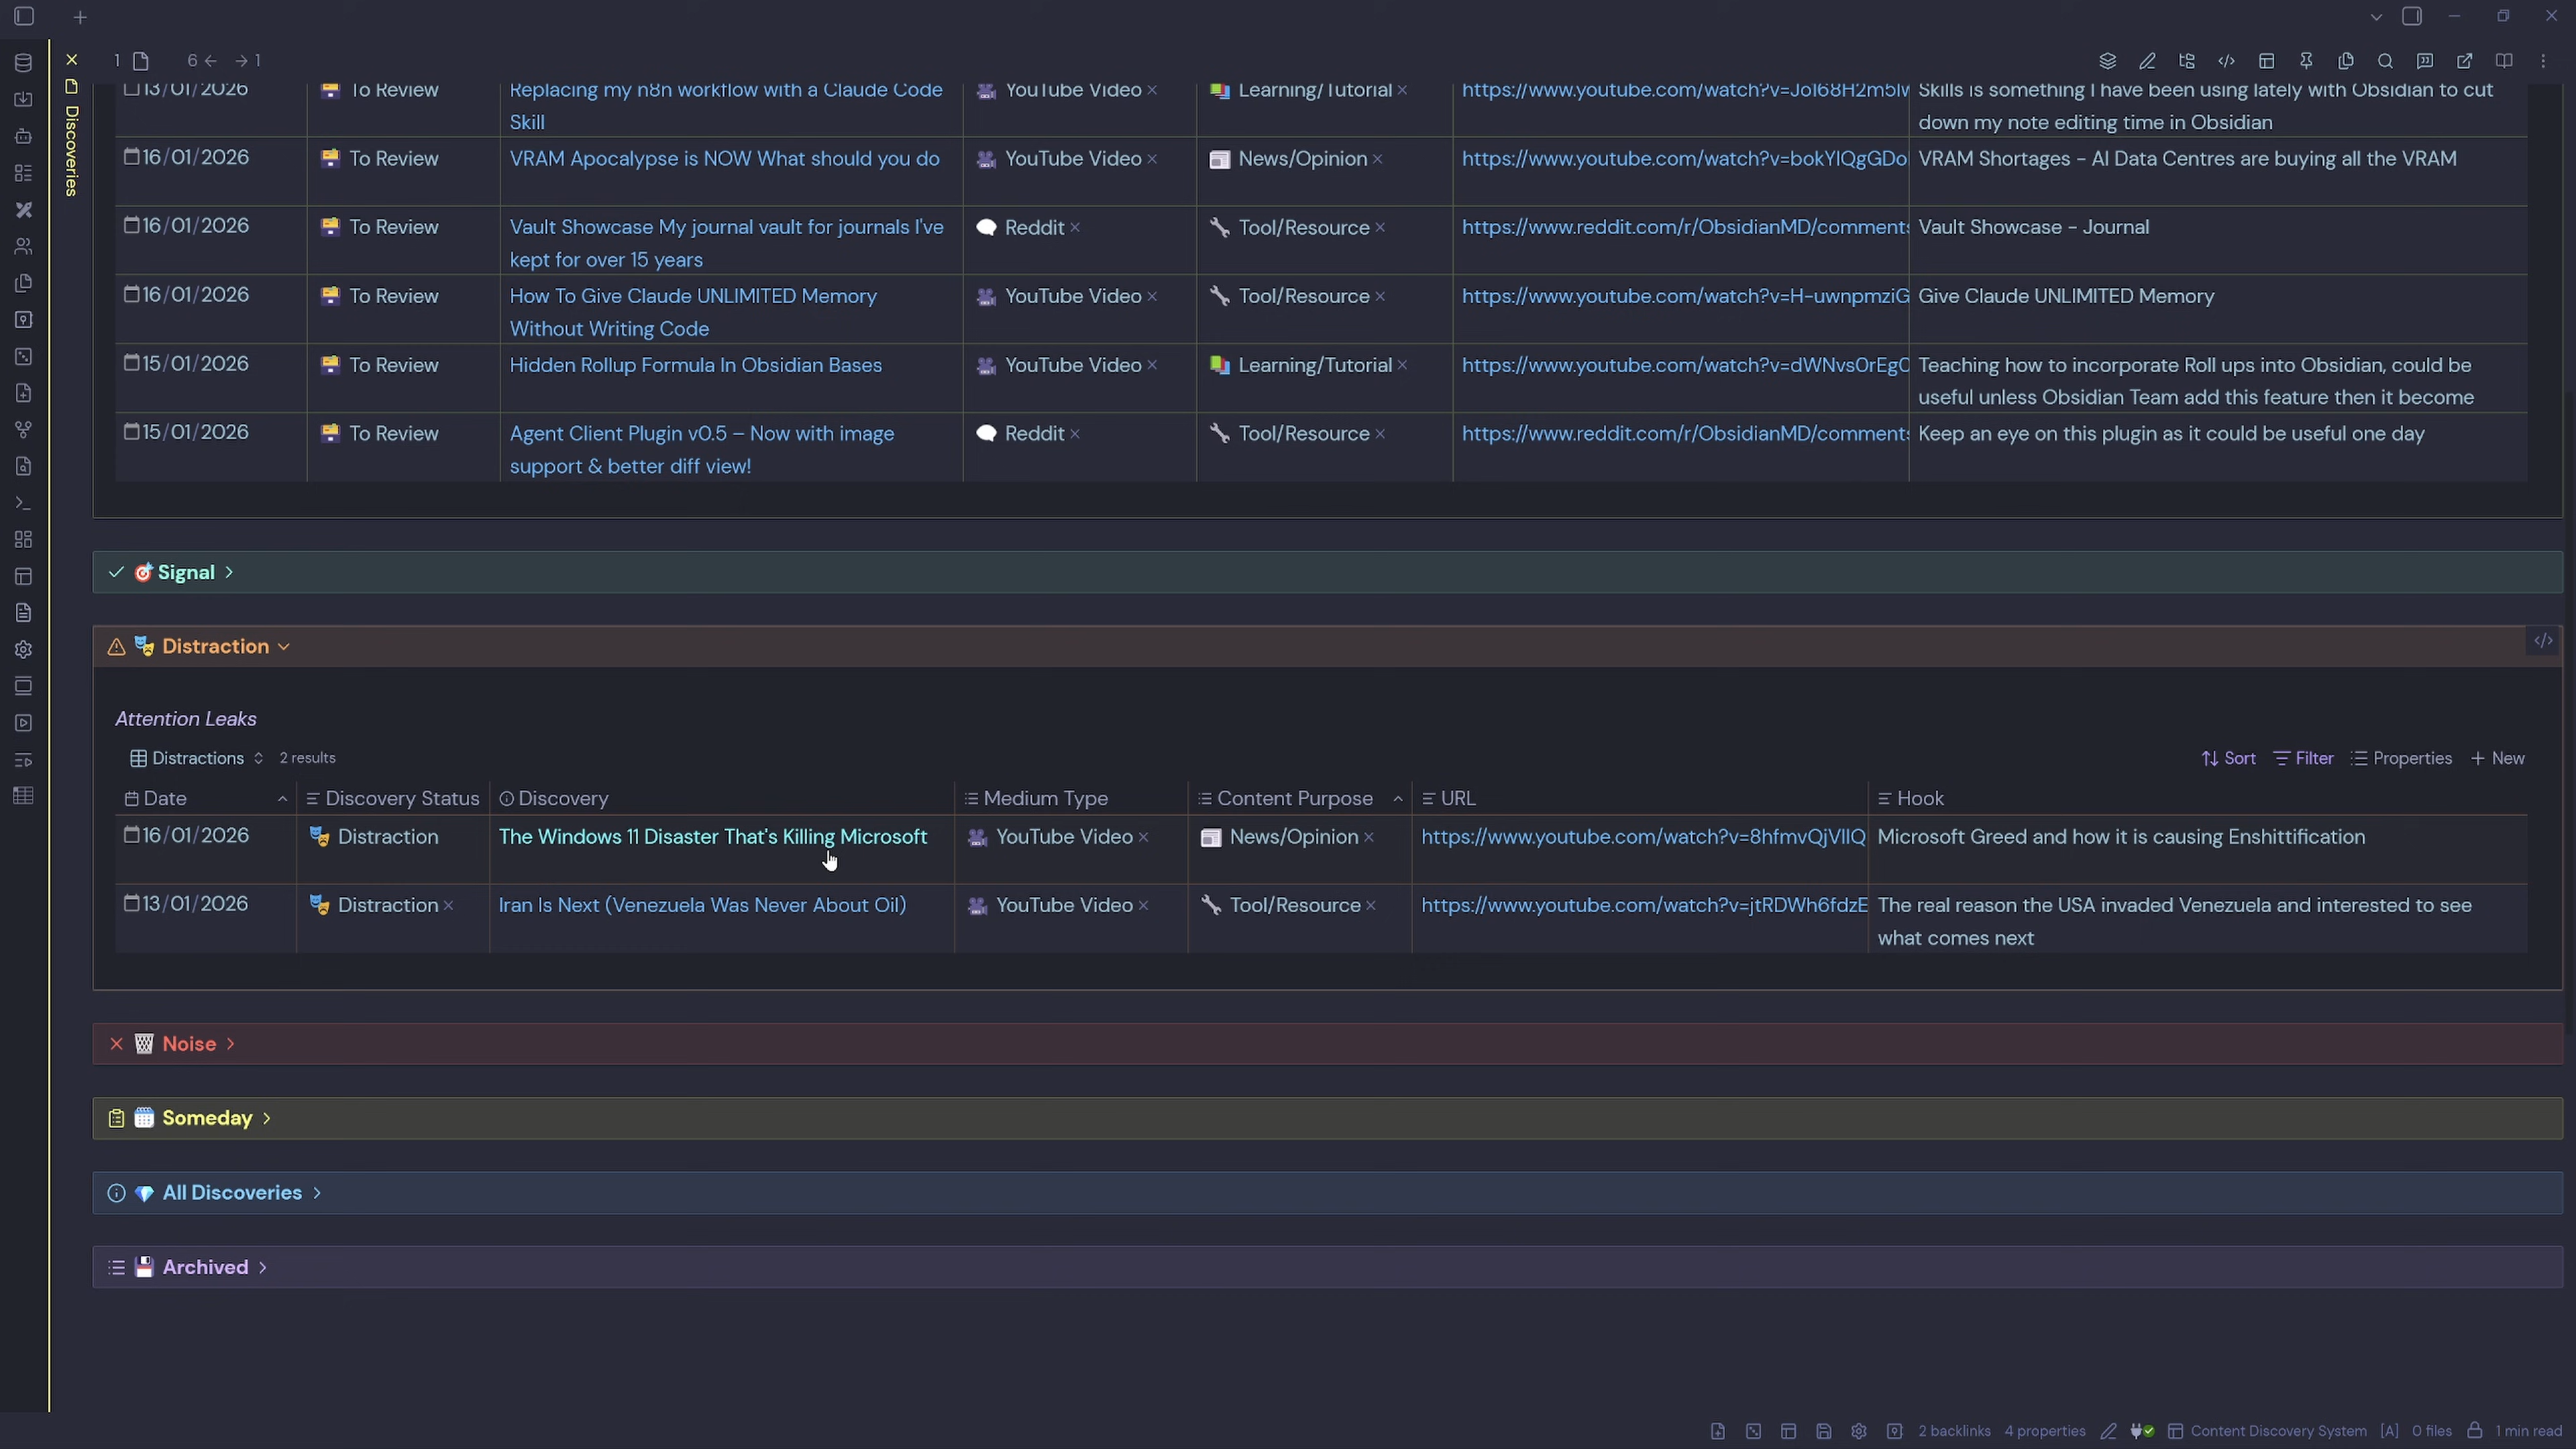 1 6 1
Discoveries
13/01/2026 To Review Replacing my n8n workflow with a Claude Code YouTube Video Learning/Tutorial Skills is something I have been using lately with Obsidian to cut
Skill down my note editing time in Obsidian
16/01/2026 To Review VRAM Apocalypse is NOW What should you do YouTube Video News/Opinion https://www.youtube.com/watch?v=bokYlQgGDo VRAM Shortages - AI Data Centres are buying all the VRAM
16/01/2026 To Review Vault Showcase My journal vault for journals I've Reddit Tool/Resource https://www.reddit.com/r/ObsidianMD/comments Vault Showcase - Journal
kept for over 15 years
16/01/2026 To Review How To Give Claude UNLIMITED Memory YouTube Video Tool/Resource https://www.youtube.com/watch?v=H-uwnpmziG Give Claude UNLIMITED Memory
Without Writing Code
15/01/2026 To Review Hidden Rollup Formula In Obsidian Bases YouTube Video Learning/Tutorial https://www.youtube.com/watch?v=dWNvs0rEgC Teaching how to incorporate Roll ups into Obsidian, could be
useful unless Obsidian Team add this feature then it become
15/01/2026 To Review Agent Client Plugin v0.5 – Now with image Reddit Tool/Resource https://www.reddit.com/r/ObsidianMD/comments Keep an eye on this plugin as it could be useful one day
support & better diff view!
Signal
Distraction
Attention Leaks
Distractions 2 results Sort Filter Properties New
Date Discovery Status Discovery Medium Type Content Purpose URL Hook
16/01/2026 Distraction The Windows 11 Disaster That's Killing Microsoft YouTube Video News/Opinion https://www.youtube.com/watch?v=8hfmvQjVlIQ Microsoft Greed and how it is causing Enshittification
13/01/2026 Distraction Iran Is Next (Venezuela Was Never About Oil) YouTube Video Tool/Resource https://www.youtube.com/watch?v=jtRDWh6fdzE The real reason the USA invaded Venezuela and interested to see
what comes next
Noise
Someday
All Discoveries
Archived
2 backlinks 4 properties Content Discovery System [A] 0 files 1 min read